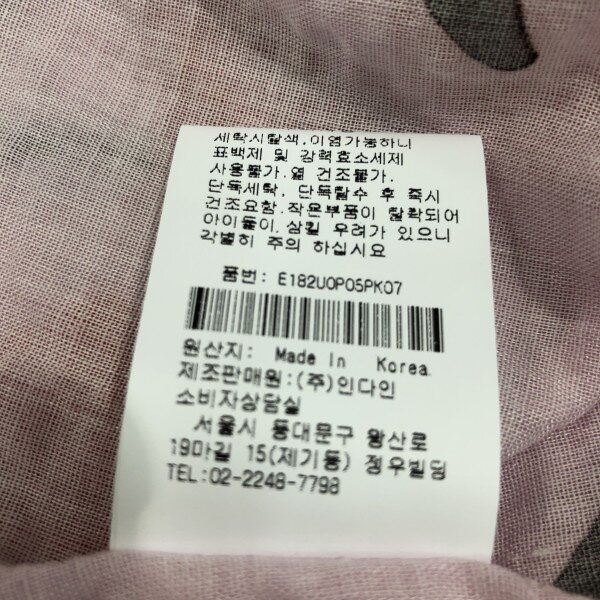 세탁시탈색,이염가능하니
표백제 및 강력효소세제
사용불가.열 건조불가.
단독세탁, 단독탈수 후 즉시
건조요함.작은부품이 탈착되어
아이들이.삼킬 우려가 있으니
각별히 주의 하십시요
품번: E182U0P05PK07
원산지: Made in Korea
제조판매원:(주)인다인
소비자상담실
서울시 동대문구 왕산로
19마길 15(제기동) 정우빌딩
TEL:02-2248-7798